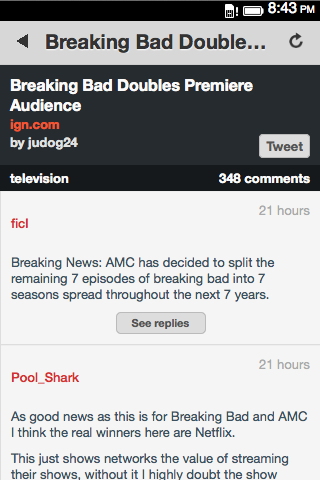 8:43 PM
Breaking Bad Double...
Breaking Bad Doubles Premiere
Audience
ign.com
by judog24
Tweet
television 348 comments
21 hours
ficl
Breaking News: AMC has decided to split the
remaining 7 episodes of breaking bad into 7
seasons spread throughout the next 7 years.
See replies
21 hours
Pool_Shark
As good news as this is for Breaking Bad and AMC
I think the real winners here are Netflix.
This just shows networks the value of streaming
their shows, without it I highly doubt the show